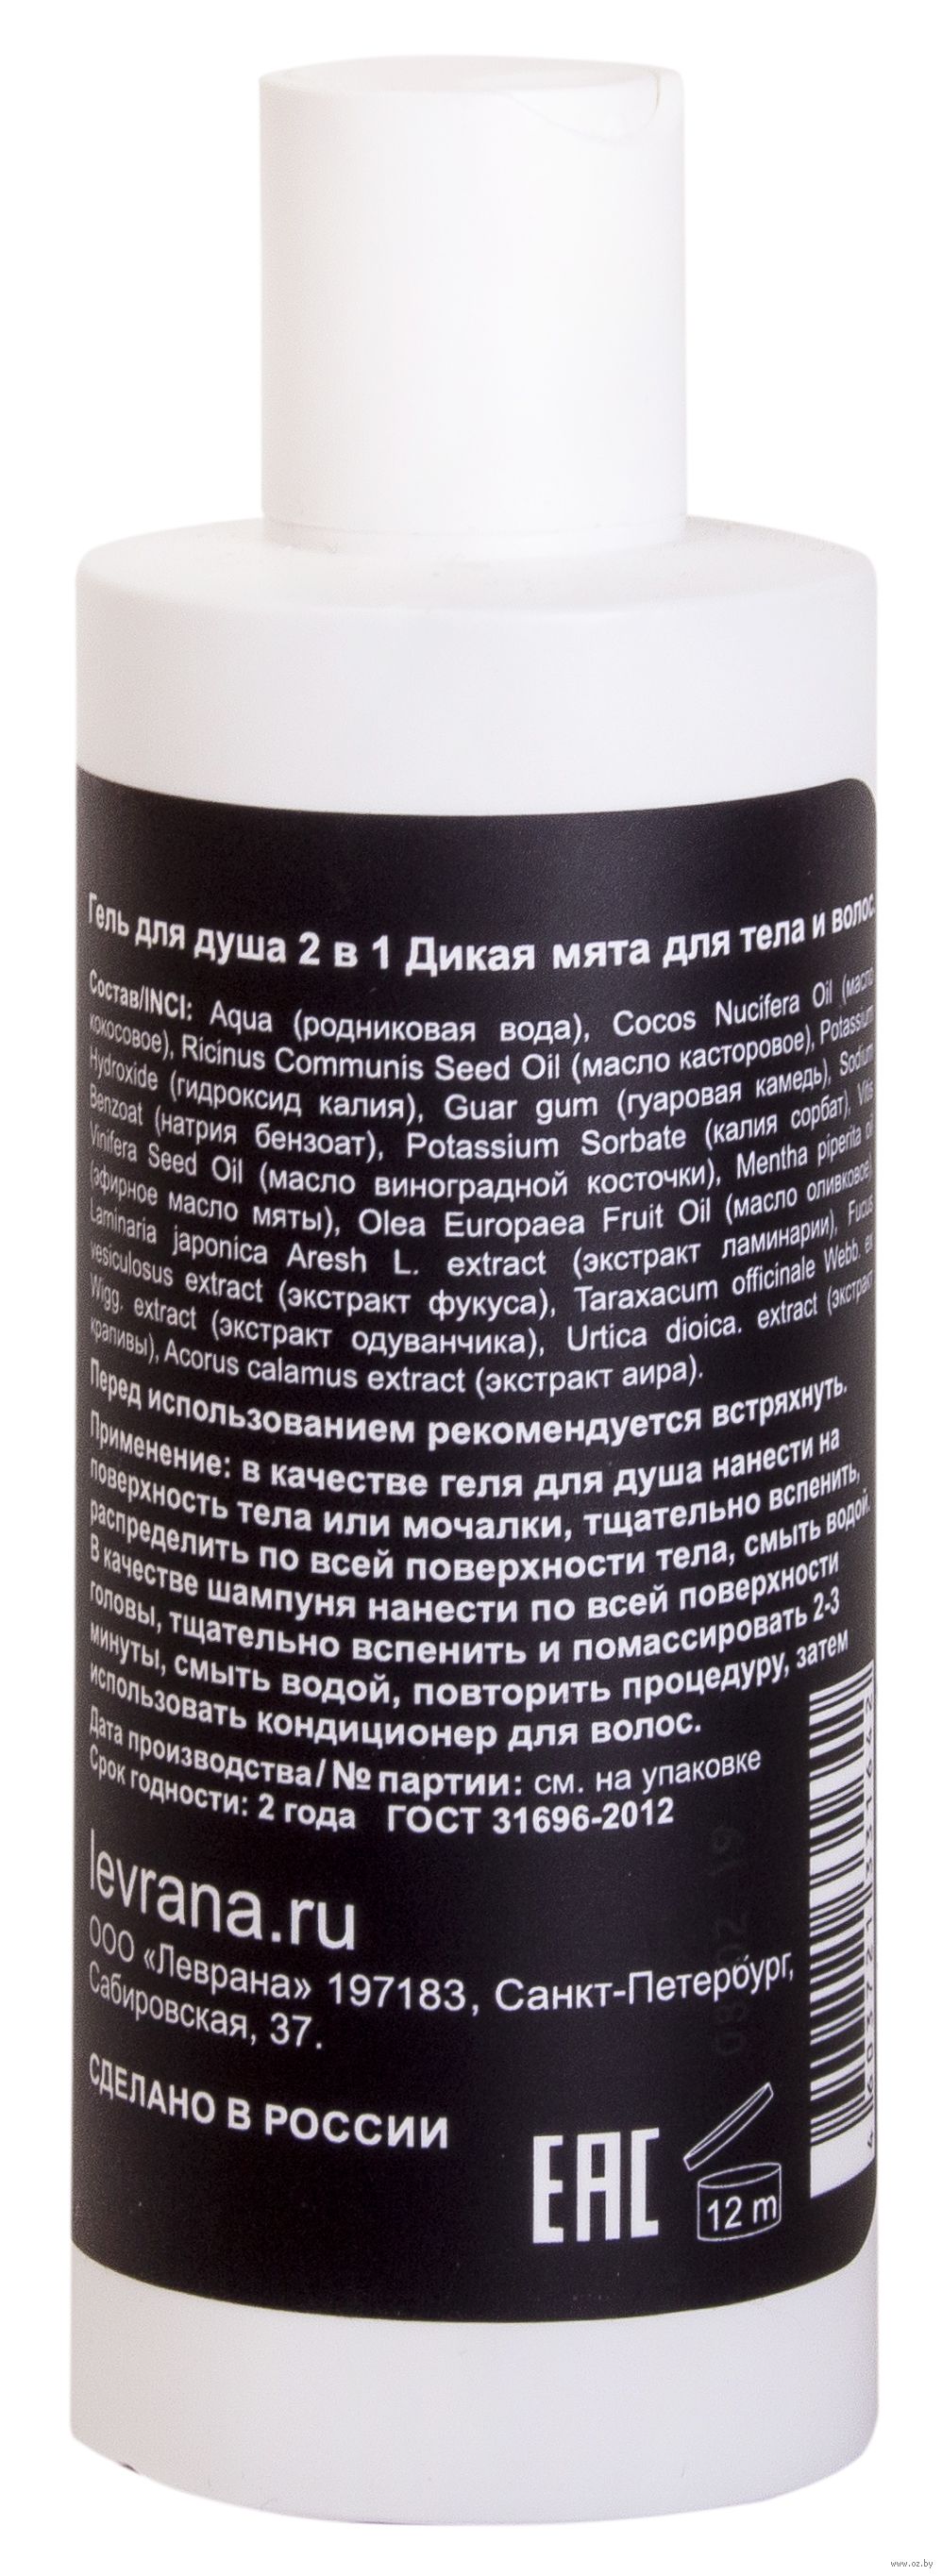 Гель для душа 2 в 1 Дикая мята для тела и волос.
Состав/INCI: Aqua (родниковая вода), Cocos Nucifera Oil (масло
кокосовое), Ricinus Communis Seed Oil (масло касторовое), Potassium
Hydroxide (гидроксид калия), Guar gum (гуаровая камедь), Sodium
Benzoat (натрия бензоат), Potassium Sorbate (калия сорбат), Vitis
Vinifera Seed Oil (масло виноградной косточки), Mentha piperita oil
(эфирное масло мяты), Olea Europaea Fruit Oil (масло оливковое),
Laminaria japonica Aresh L. extract (экстракт ламинарии), Fucus
vesiculosus extract (экстракт фукуса), Taraxacum officinale Webb. ex
Wigg. extract (экстракт одуванчика), Urtica dioica. extract (экстракт
крапивы), Acorus calamus extract (экстракт аира).
Перед использованием рекомендуется встряхнуть.
Применение: в качестве геля для душа нанести на
поверхность тела или мочалки, тщательно вспенить,
распределить по всей поверхности тела, смыть водой.
В качестве шампуня нанести по всей поверхности
головы, тщательно вспенить и помассировать 2-3
минуты, смыть водой, повторить процедуру, затем
использовать кондиционер для волос.
Дата производства/ № партии: см. на упаковке
Срок годности: 2 года ГОСТ 31696-2012
levrana.ru
ООО «Леврана» 197183, Санкт-Петербург,
Сабировская, 37.
СДЕЛАНО В РОССИИ
EAC
12 m
www.oz.by